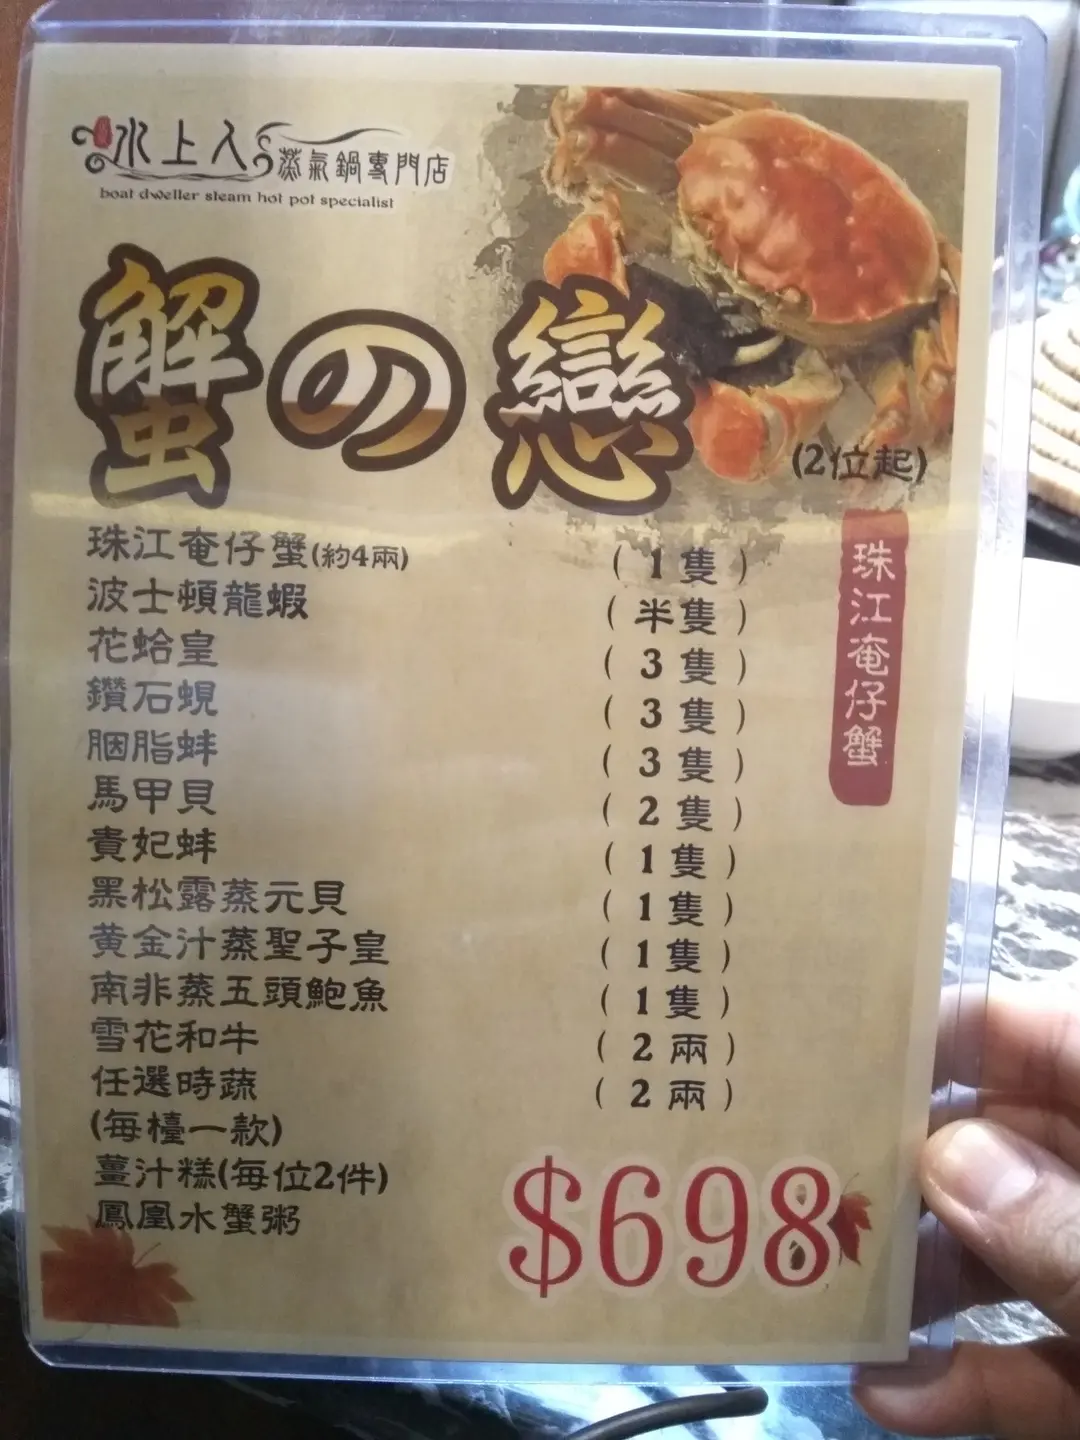 水上人蒸氣鍋專門店
boat dweller steam hot pot specialist
蟹の戀
(2位起)
珠江奄仔蟹
珠江奄仔蟹(約4兩) (1隻)
波士頓龍蝦 (半隻)
花蛤皇 (3隻)
鑽石蜆 (3隻)
胭脂蚌 (3隻)
馬甲貝 (2隻)
貴妃蚌 (1隻)
黑松露蒸元貝 (1隻)
黃金汁蒸聖子皇 (1隻)
南非蒸五頭鮑魚 (1隻)
雪花和牛 (2兩)
任選時蔬 (2兩)
(每檯一款)
薑汁糕(每位2件)
鳳凰水蟹粥
$698